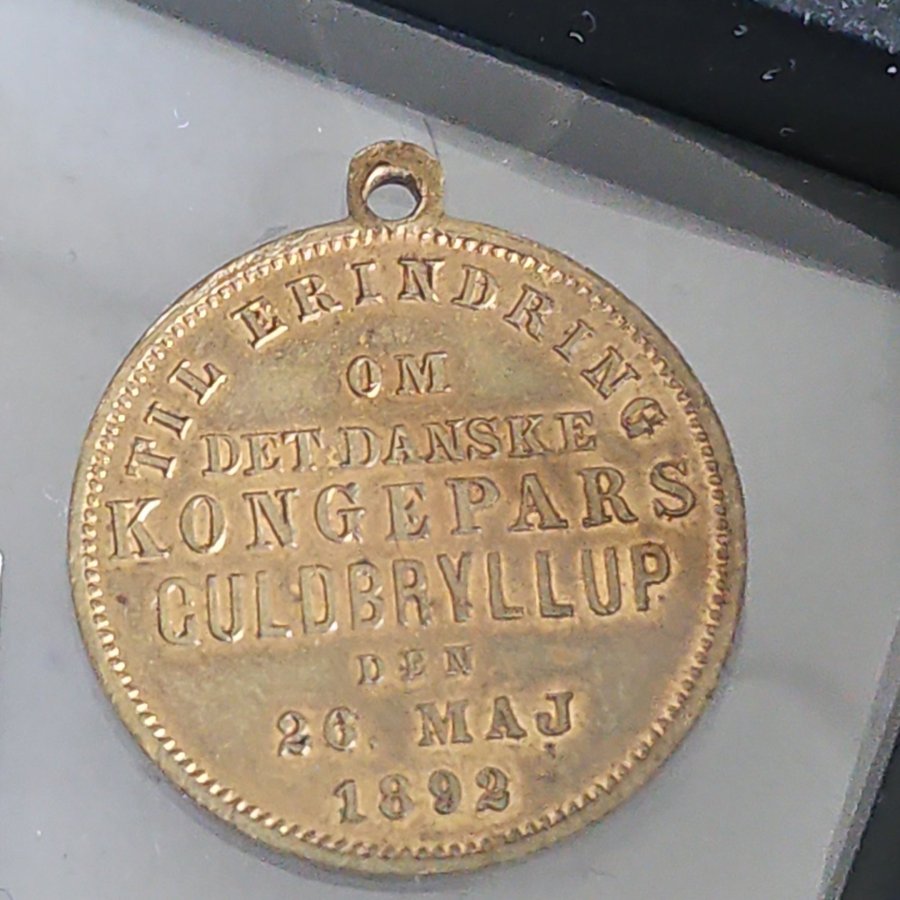 TIL ERINDRING
OM
DET DANSKE
KONGEPARS
GULDBRYLLUP
DEN
26. MAJ
1892